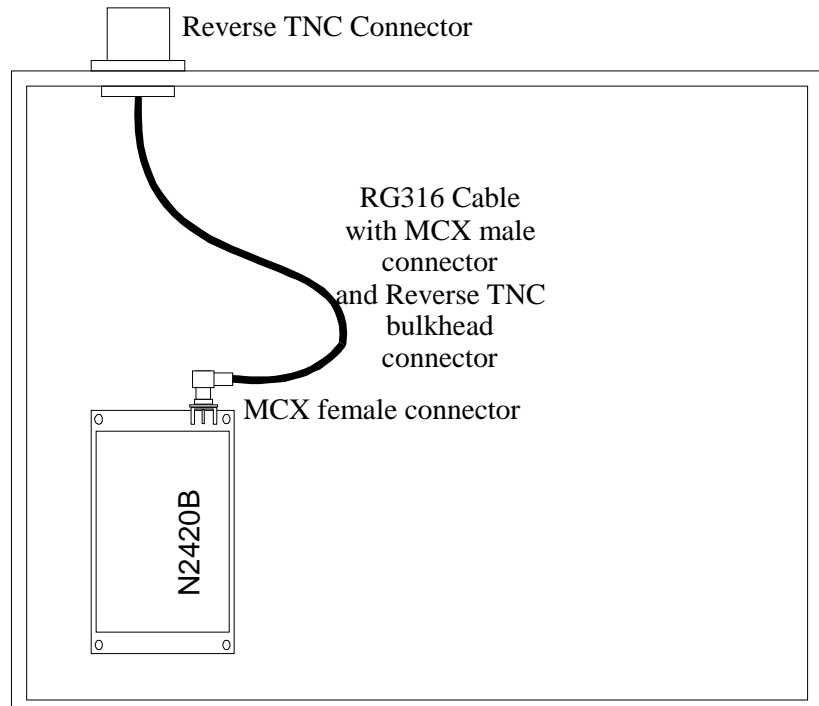 Reverse TNC Connector
RG316 Cable
with MCX male
connector
and Reverse TNC
bulkhead
connector
MCX female connector
N2420B